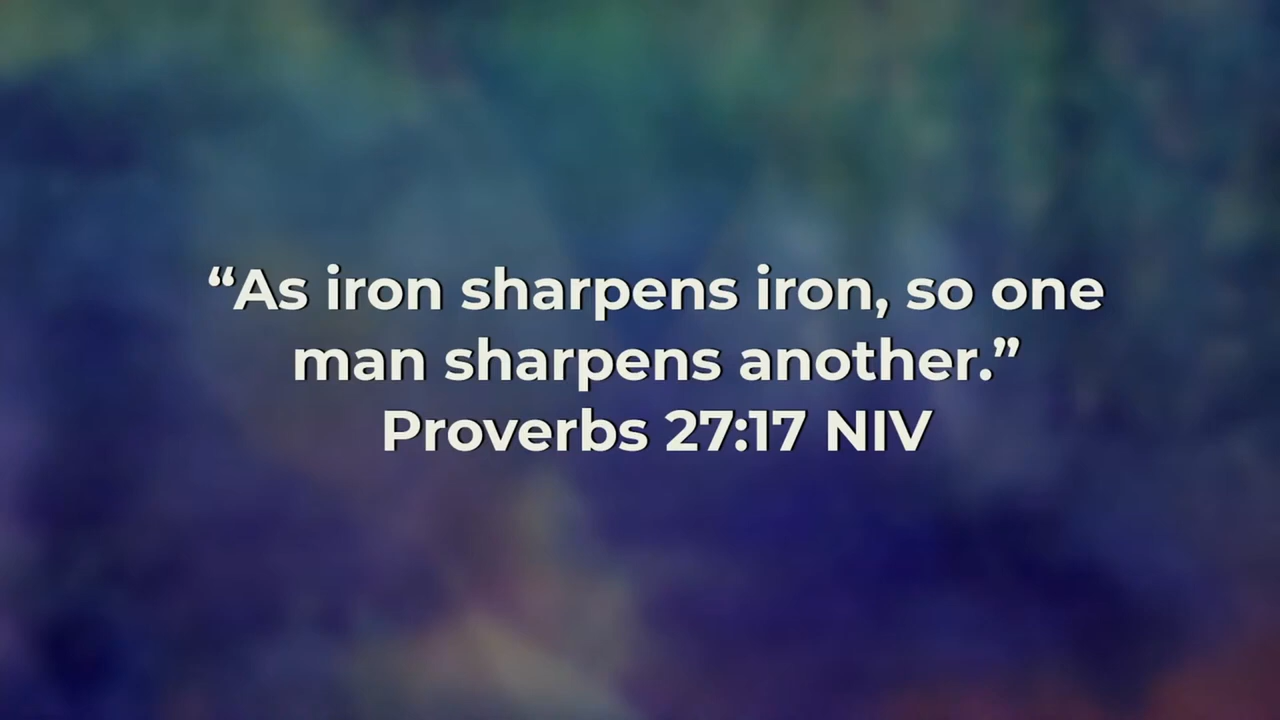 “As iron sharpens iron, so one
man sharpens another.”
Proverbs 27:17 NIV